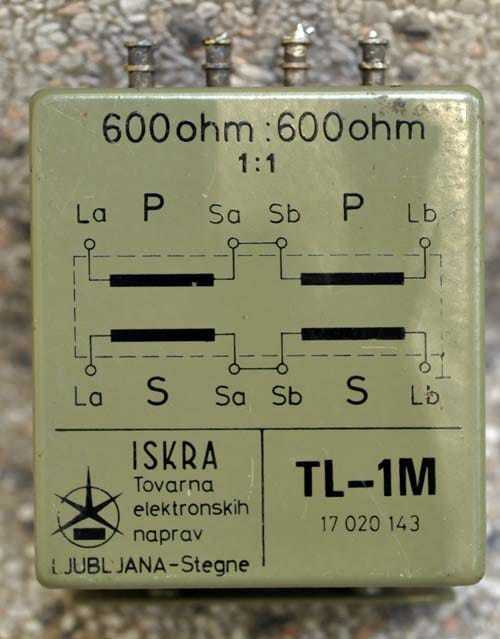 600ohm:600ohm
1:1
La P Sa Sb P Lb
La S Sa Sb S Lb
ISKRA
Tovarna
elektronskih
naprav
LJUBLJANA-Stegne
TL-1M
17 020 143